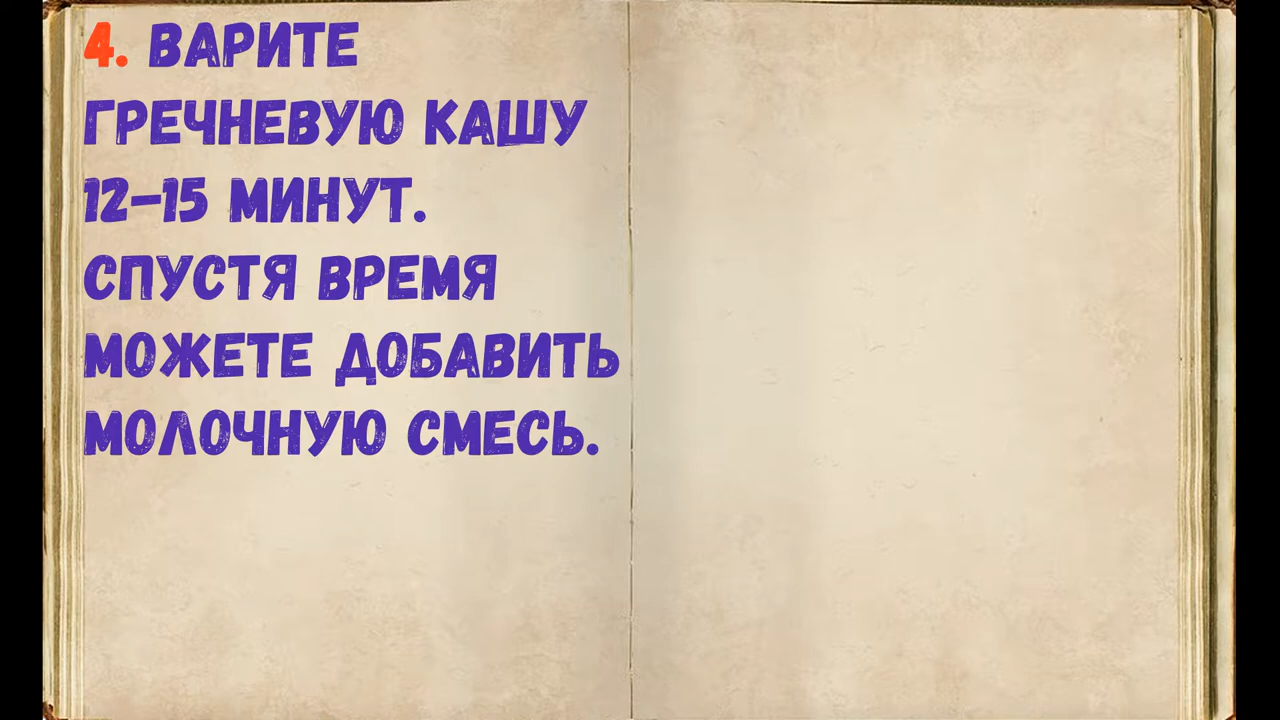 4. ВАРИТЕ
ГРЕЧНЕВУЮ КАШУ
12-15 МИНУТ.
СПУСТЯ ВРЕМЯ
МОЖЕТЕ ДОБАВИТЬ
МОЛОЧНУЮ СМЕСЬ.